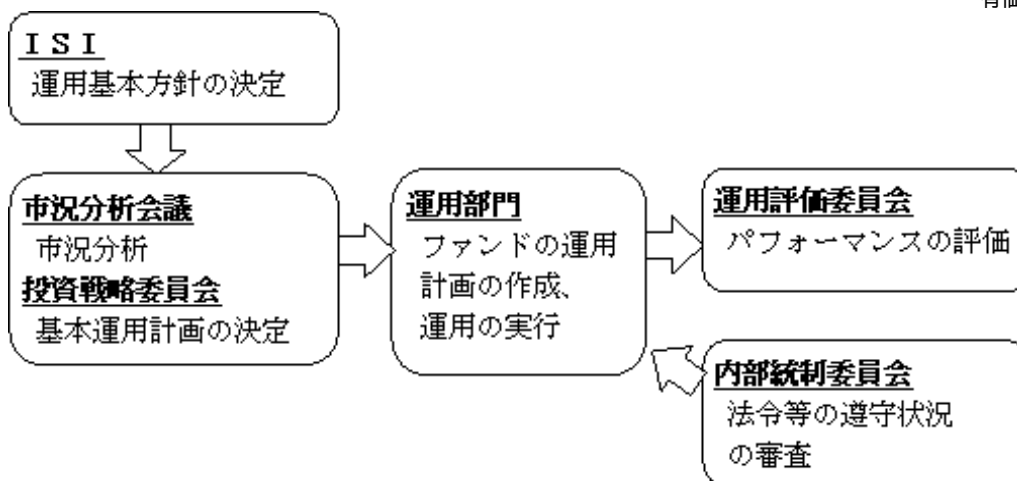 ＩＳＩ
運用基本方針の決定
市況分析会議
市況分析
投資戦略委員会
基本運用計画の決定
運用部門
ファンドの運用
計画の作成、
運用の実行
運用評価委員会
パフォーマンスの評価
内部統制委員会
法令等の遵守状況
の審査